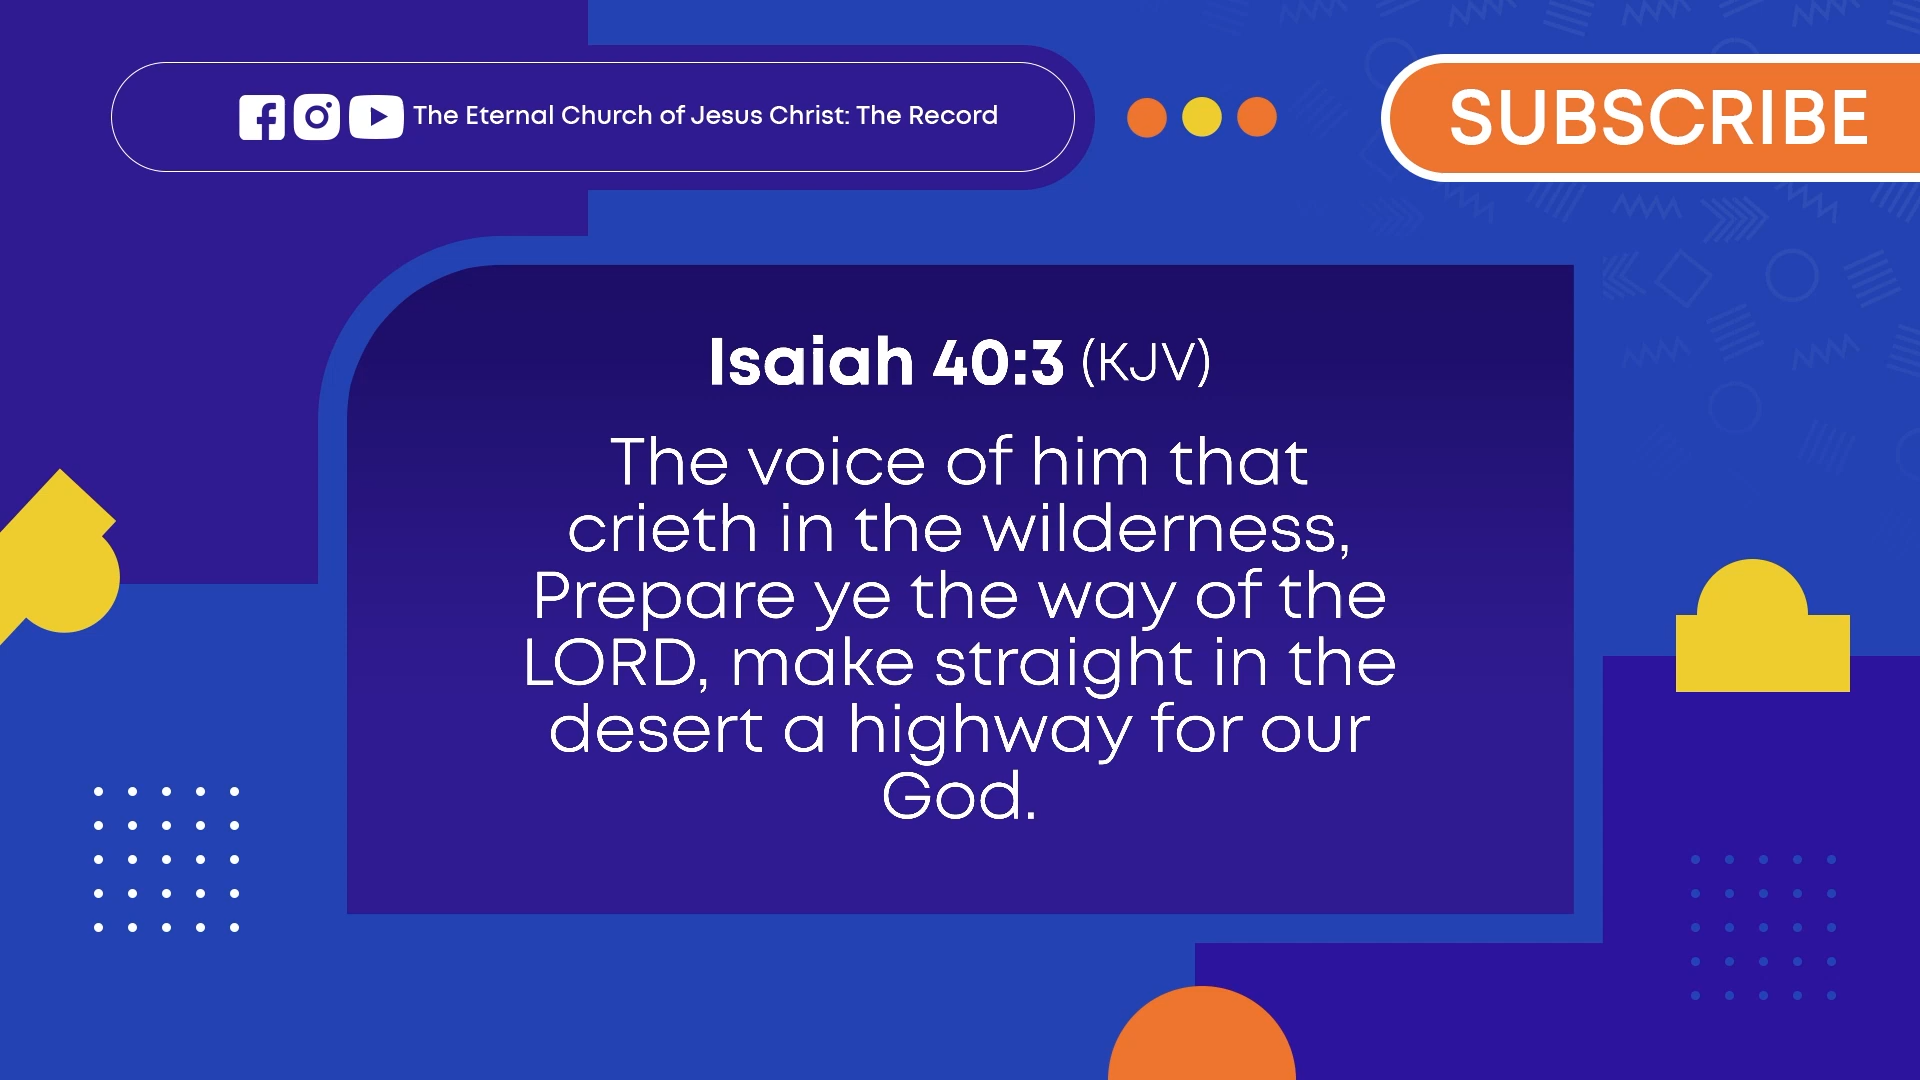 The Eternal Church of Jesus Christ: The Record
SUBSCRIBE
Isaiah 40:3 (KJV)
The voice of him that
crieth in the wilderness,
Prepare ye the way of the
LORD, make straight in the
desert a highway for our
God.